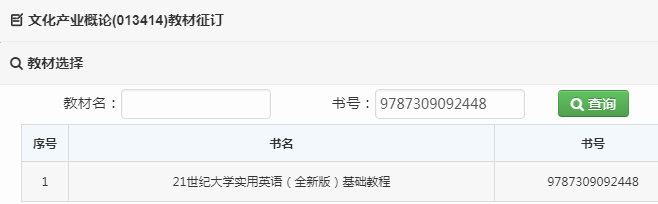 文化产业概论(013414)教材征订
教材选择
教材名： 书号： 9787309092448 查询
序号 书名 书号
1 21世纪大学实用英语（全新版）基础教程 9787309092448